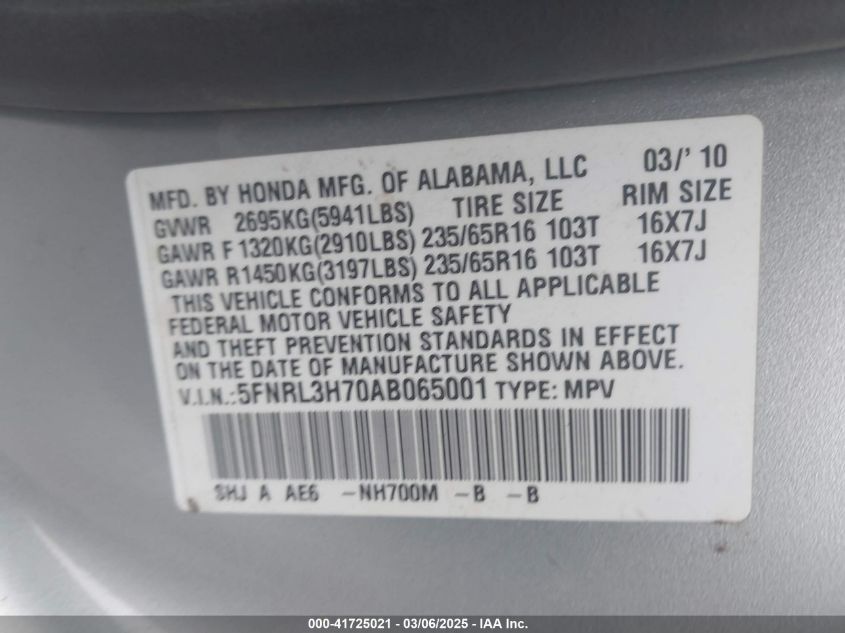 MFD. BY HONDA MFG. OF ALABAMA, LLC 03/' 10
GVWR 2695KG(5941LBS) TIRE SIZE RIM SIZE
GAWR F 1320KG(2910LBS) 235/65R16 103T 16X7J
GAWR R1450KG(3197LBS) 235/65R16 103T 16X7J
THIS VEHICLE CONFORMS TO ALL APPLICABLE
FEDERAL MOTOR VEHICLE SAFETY
AND THEFT PREVENTION STANDARDS IN EFFECT
ON THE DATE OF MANUFACTURE SHOWN ABOVE.
V.I.N.:5FNRL3H70AB065001 TYPE: MPV
SHJ A AE6 -NH700M -B -B
000-41725021 - 03/06/2025 - IAA Inc.